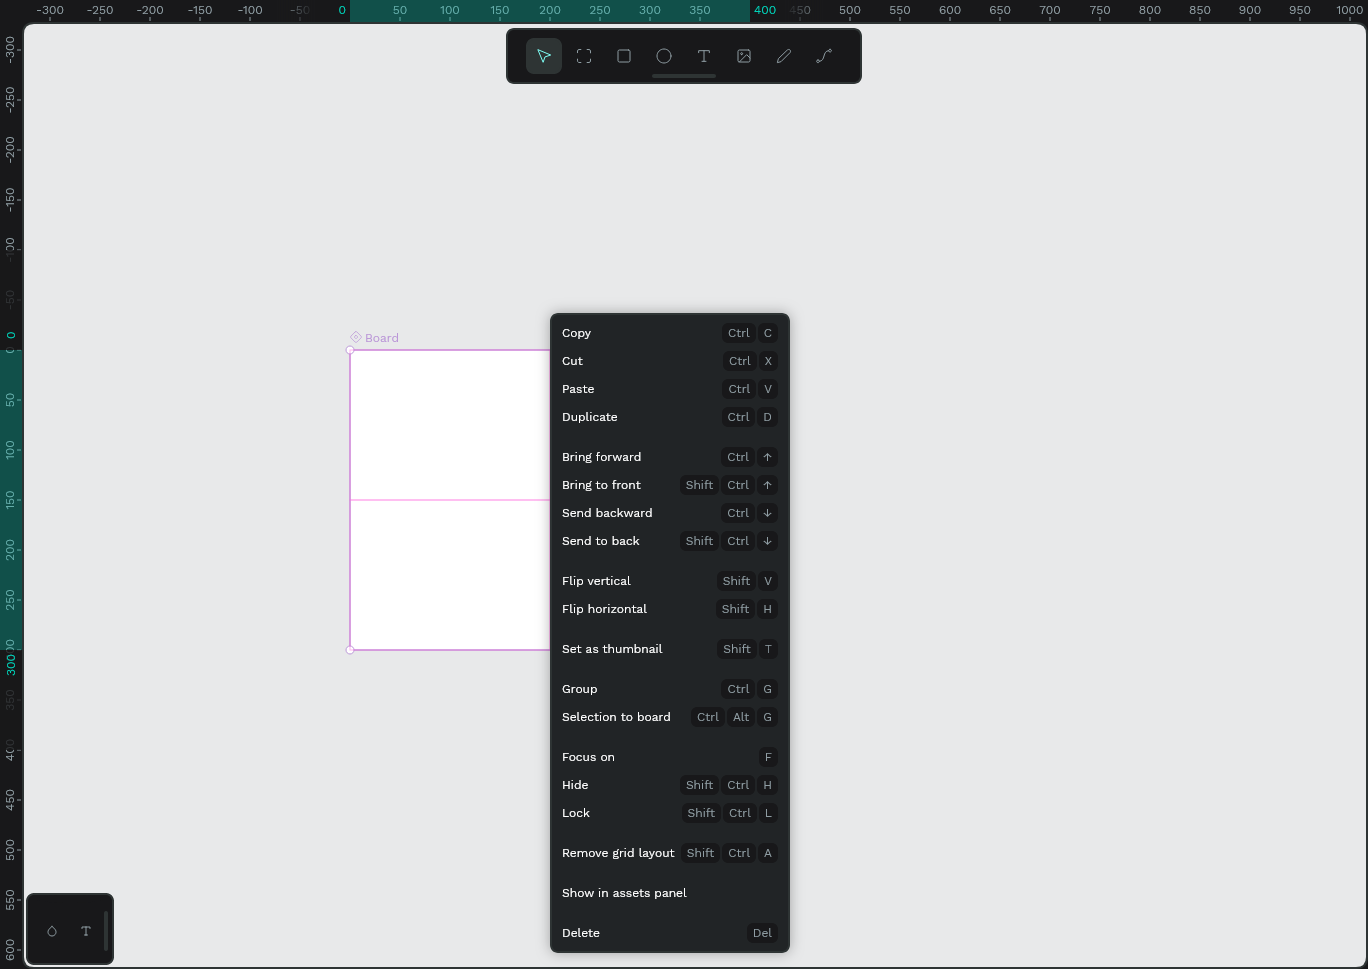 -300 -250 -200 -150 -100 -50 0 50 100 150 200 250 300 350 400 450 500 550 600 650 700 750 800 850 900 950 1000
-300
-250
-200
-150
-100
-50
0
0
50
100
150
200
250
300
350
400
450
500
550
600
Board
Copy Ctrl C
Cut Ctrl X
Paste Ctrl V
Duplicate Ctrl D
Bring forward Ctrl ↑
Bring to front Shift Ctrl ↑
Send backward Ctrl ↓
Send to back Shift Ctrl ↓
Flip vertical Shift V
Flip horizontal Shift H
Set as thumbnail Shift T
Group Ctrl G
Selection to board Ctrl Alt G
Focus on F
Hide Shift Ctrl H
Lock Shift Ctrl L
Remove grid layout Shift Ctrl A
Show in assets panel
Delete Del